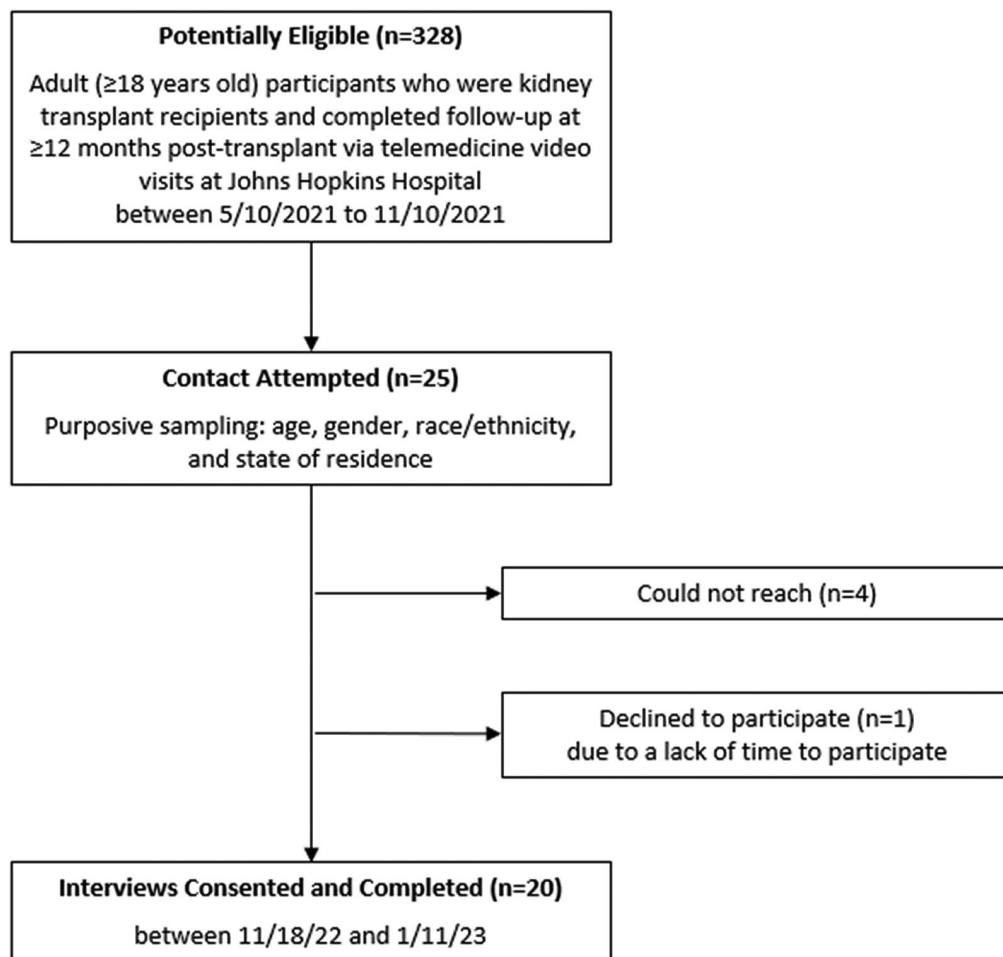 Potentially Eligible (n=328)
Adult (≥18 years old) participants who were kidney
transplant recipients and completed follow-up at
≥12 months post-transplant via telemedicine video
visits at Johns Hopkins Hospital
between 5/10/2021 to 11/10/2021
Contact Attempted (n=25)
Purposive sampling: age, gender, race/ethnicity,
and state of residence
Could not reach (n=4)
Declined to participate (n=1)
due to a lack of time to participate
Interviews Consented and Completed (n=20)
between 11/18/22 and 1/11/23